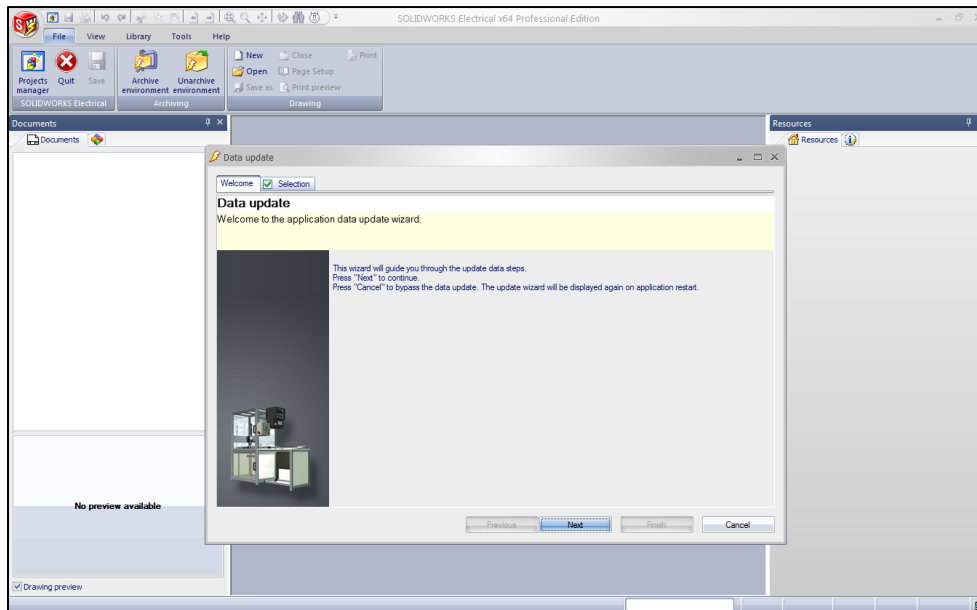 SOLIDWORKS Electrical x64 Professional Edition
SW
File View Library Tools Help
Projects manager
Quit
Save
SOLIDWORKS Electrical
Archive environment
Unarchive environment
Archiving
New Close Print
Open Page Setup
Save as Print preview
Drawing
Documents
Documents
Resources
Resources
Data update
Welcome Selection
Data update
Welcome to the application data update wizard.
This wizard will guide you through the update data steps.
Press "Next" to continue.
Press "Cancel" to bypass the data update. The update wizard will be displayed again on application restart.
Previous Next Finish Cancel
No preview available
Drawing preview